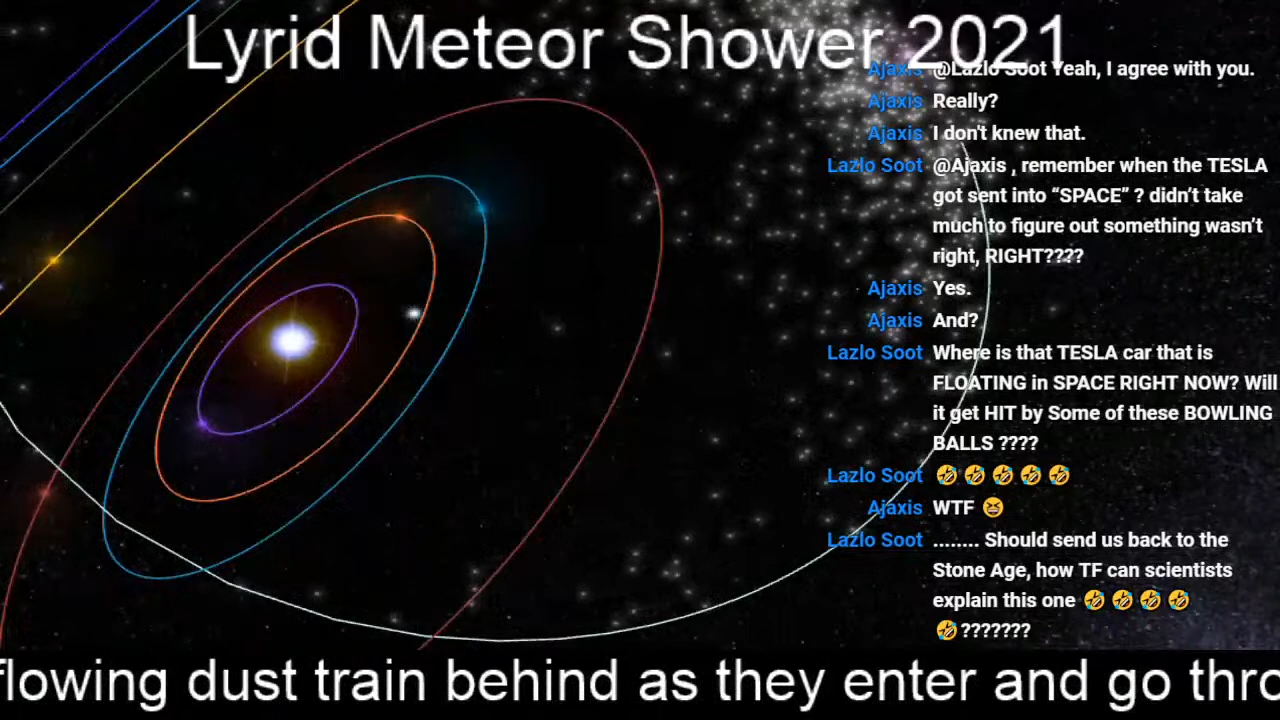 Lyrid Meteor Shower 2021
Ajaxis @Lazlo Soot Yeah, I agree with you.
Ajaxis Really?
Ajaxis I don't knew that.
Lazlo Soot @Ajaxis , remember when the TESLA
got sent into “SPACE” ? didn’t take
much to figure out something wasn’t
right, RIGHT????
Ajaxis Yes.
Ajaxis And?
Lazlo Soot Where is that TESLA car that is
FLOATING in SPACE RIGHT NOW? Will
it get HIT by Some of these BOWLING
BALLS ????
Lazlo Soot 🤣🤣🤣🤣🤣
Ajaxis WTF 😆
Lazlo Soot ........ Should send us back to the
Stone Age, how TF can scientists
explain this one 🤣🤣🤣🤣
🤣???????
flowing dust train behind as they enter and go thro